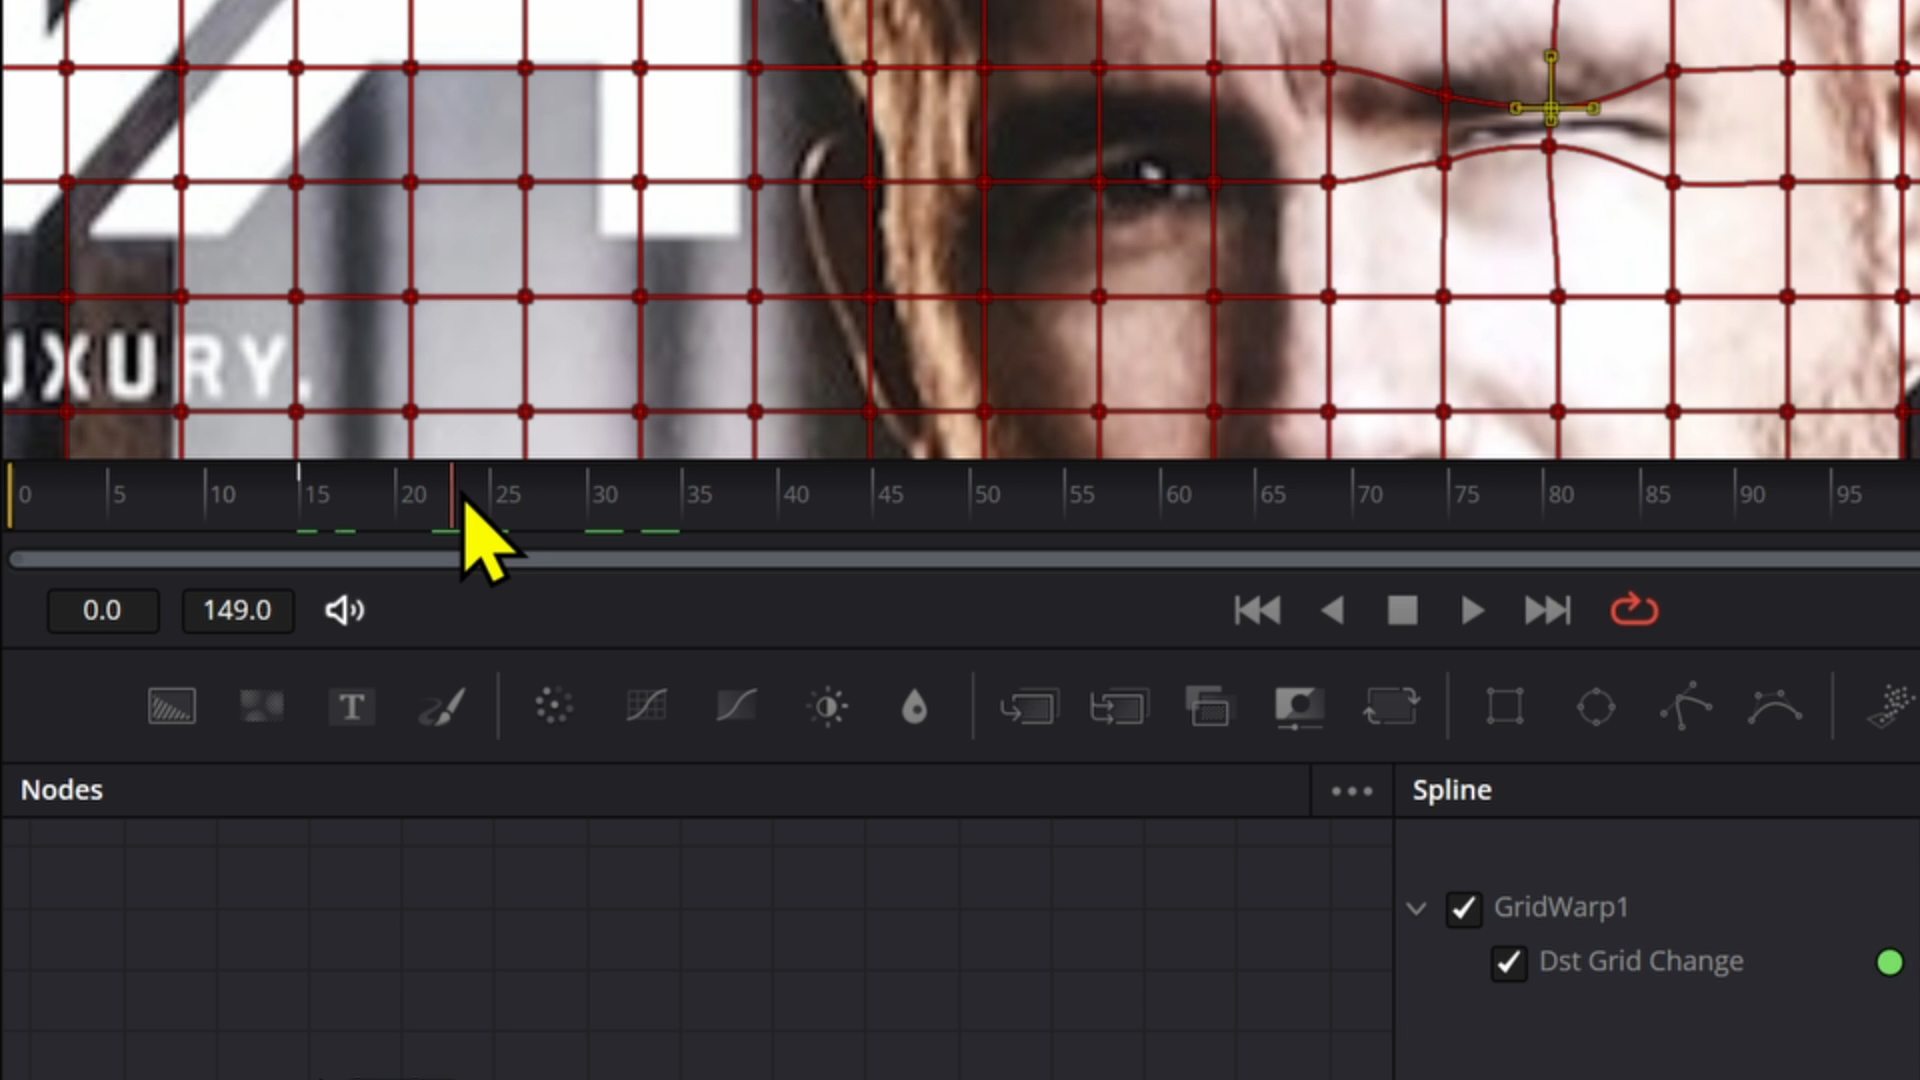 UXURY.
0 5 10 15 20 25 30 35 40 45 50 55 60 65 70 75 80 85 90 95
0.0 149.0
T
Nodes ••• Spline
GridWarp1
Dst Grid Change